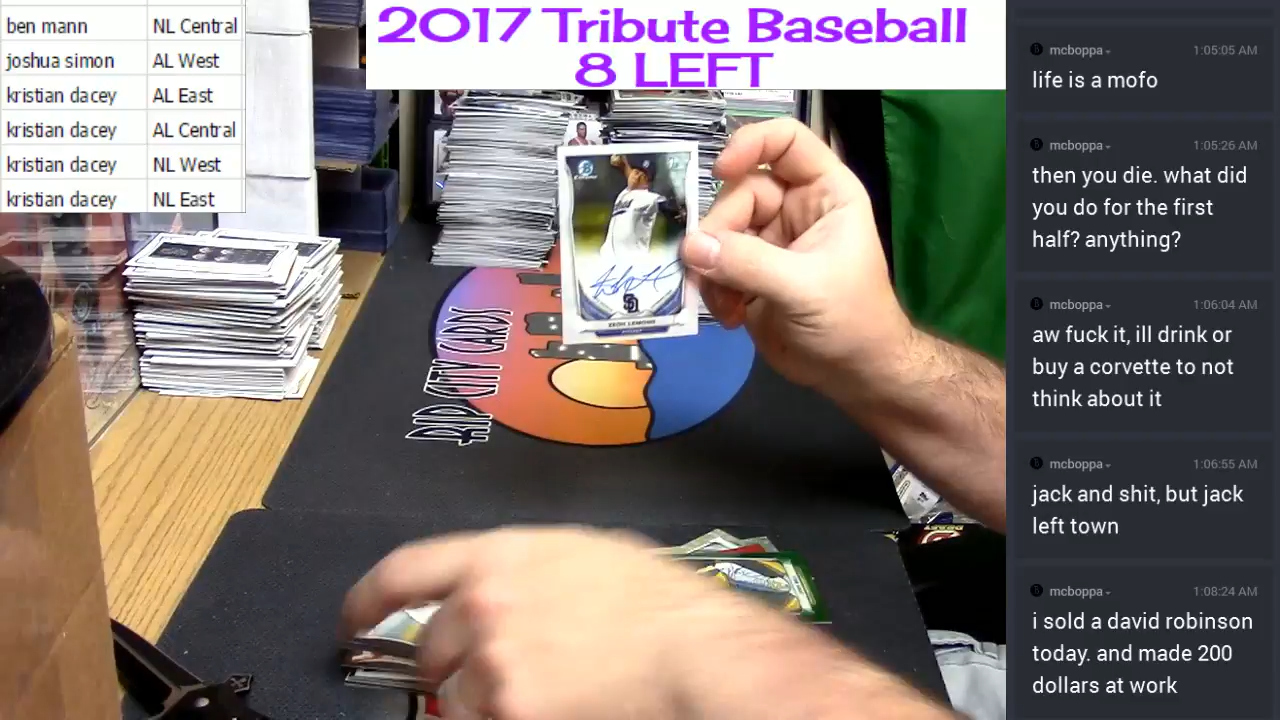 ben mann NL Central
joshua simon AL West
kristian dacey AL East
kristian dacey AL Central
kristian dacey NL West
kristian dacey NL East
2017 Tribute Baseball
8 LEFT
RIP CITY CARDS
SD
mcboppa 1:05:05 AM
life is a mofo
mcboppa 1:05:26 AM
then you die. what did
you do for the first
half? anything?
mcboppa 1:06:04 AM
aw fuck it, ill drink or
buy a corvette to not
think about it
mcboppa 1:06:55 AM
jack and shit, but jack
left town
mcboppa 1:08:24 AM
i sold a david robinson
today. and made 200
dollars at work